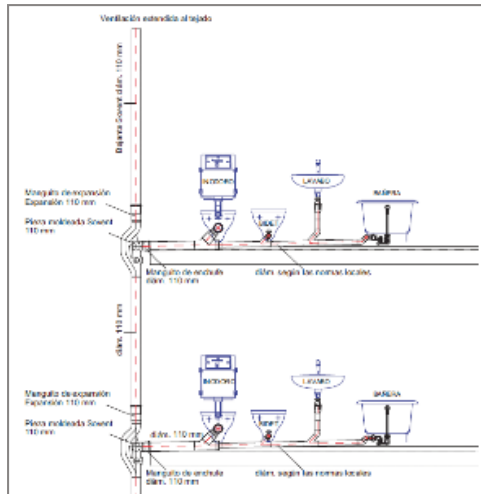 Ventilación extendida al tejado
Bajante Sovent diám. 110 mm
INODORO
BIDET
LAVABO
BAÑERA
Manguito de expansión
Expansión 110 mm
Pieza moldeada Sovent
110 mm
Manguito de enchufe
diám. 110 mm
diám. según las normas locales
diám. 110 mm
INODORO
BIDET
LAVABO
BAÑERA
Manguito de expansión
Expansión 110 mm
Pieza moldeada Sovent
110 mm
diám. 110 mm
Manguito de enchufe
diám. 110 mm
diám. según las normas locales